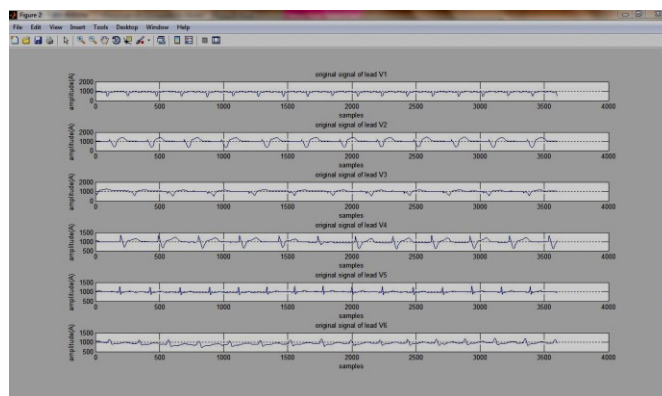 Figure 2
File Edit View Insert Tools Desktop Window Help
original signal of lead V1
amplitude(A)
2000
1000
0
0 500 1000 1500 2000 2500 3000 3500 4000
samples
original signal of lead V2
amplitude(A)
2000
1000
0
0 500 1000 1500 2000 2500 3000 3500 4000
samples
original signal of lead V3
amplitude(A)
2000
1000
0
0 500 1000 1500 2000 2500 3000 3500 4000
samples
original signal of lead V4
amplitude(A)
1500
1000
500
0 500 1000 1500 2000 2500 3000 3500 4000
samples
original signal of lead V5
amplitude(A)
1500
1000
500
0 500 1000 1500 2000 2500 3000 3500 4000
samples
original signal of lead V6
amplitude(A)
1500
1000
500
0 500 1000 1500 2000 2500 3000 3500 4000
samples